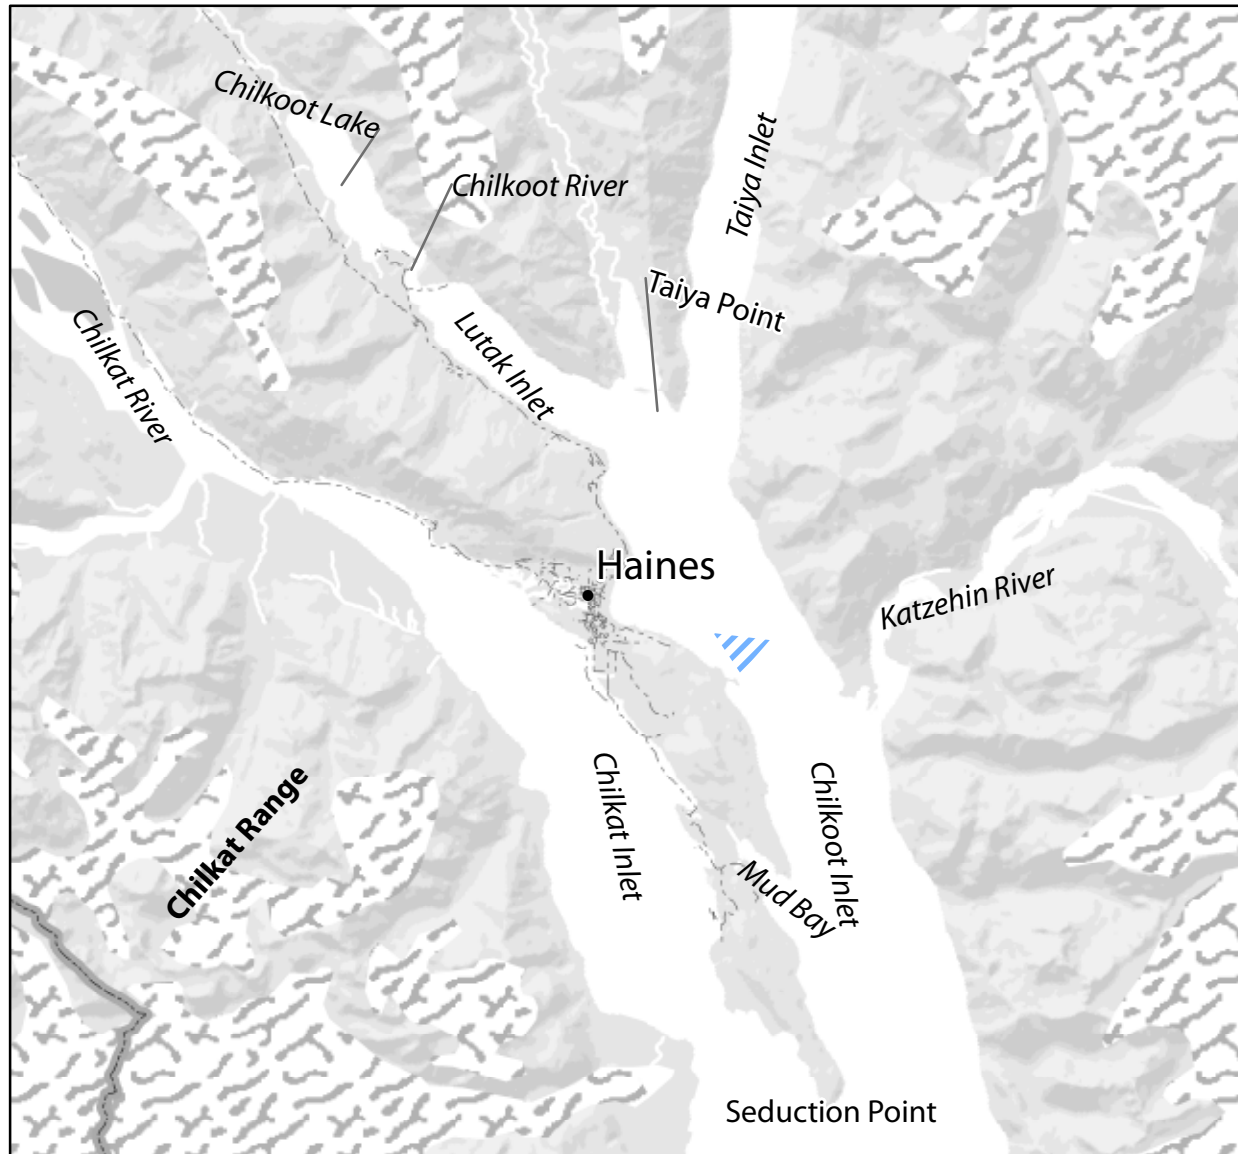 Chilkoot Lake
Chilkoot River
Taiya Inlet
Taiya Point
Lutak Inlet
Chilkat River
Haines
Katzehin River
Chilkat Range
Chilkat Inlet
Chilkoot Inlet
Mud Bay
Seduction Point